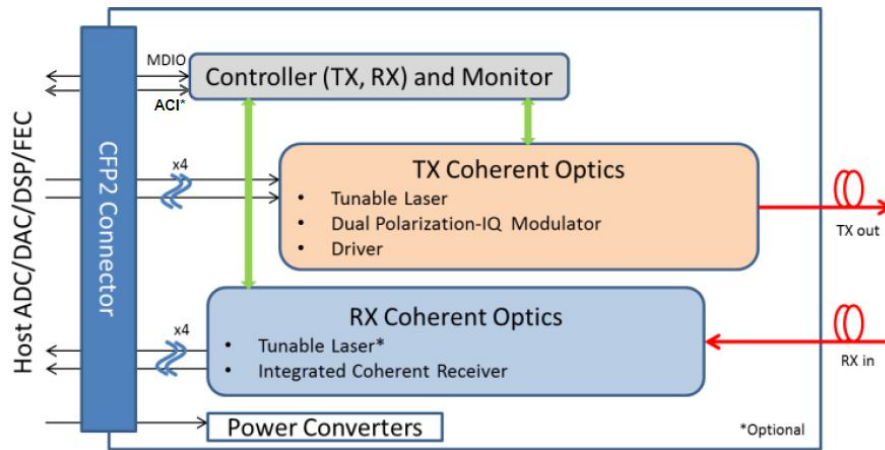 MDIO
ACI*
Controller (TX, RX) and Monitor
Host ADC/DAC/DSP/FEC
CFP2 Connector
x4
TX Coherent Optics
• Tunable Laser
• Dual Polarization-IQ Modulator
• Driver
TX out
x4
RX Coherent Optics
• Tunable Laser*
• Integrated Coherent Receiver
RX in
Power Converters
*Optional